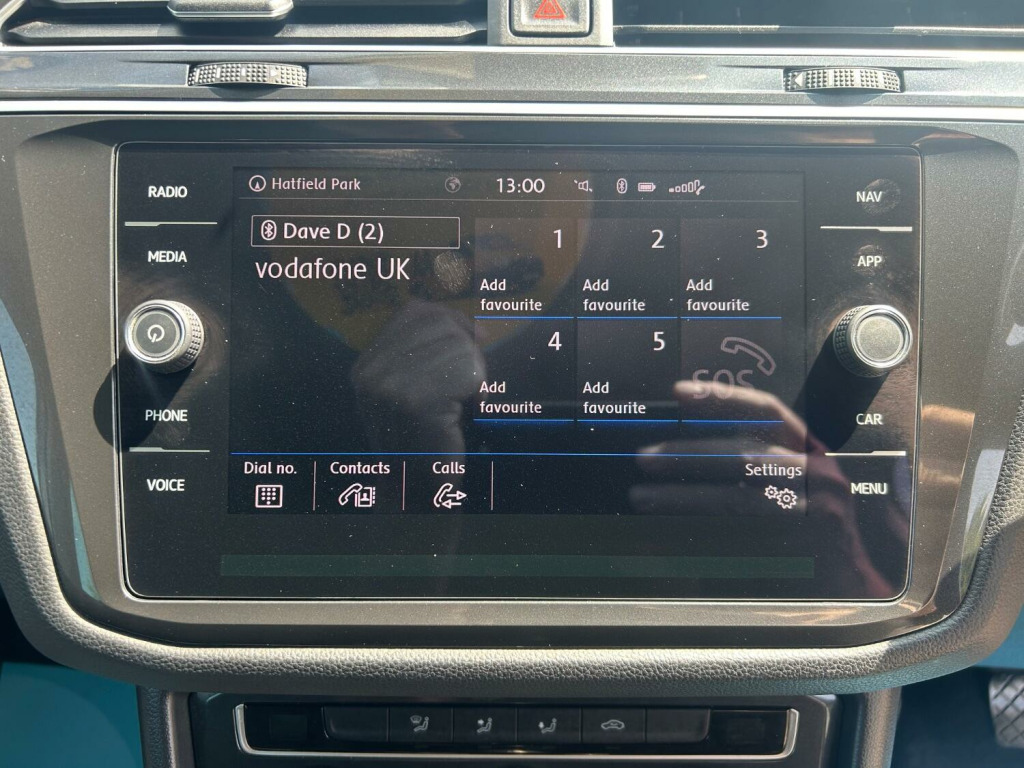 RADIO
MEDIA
PHONE
VOICE
Hatfield Park
13:00
Dave D (2)
vodafone UK
1
Add
favourite
2
Add
favourite
3
Add
favourite
4
Add
favourite
5
Add
favourite
SOS
Dial no.
Contacts
Calls
Settings
NAV
APP
CAR
MENU